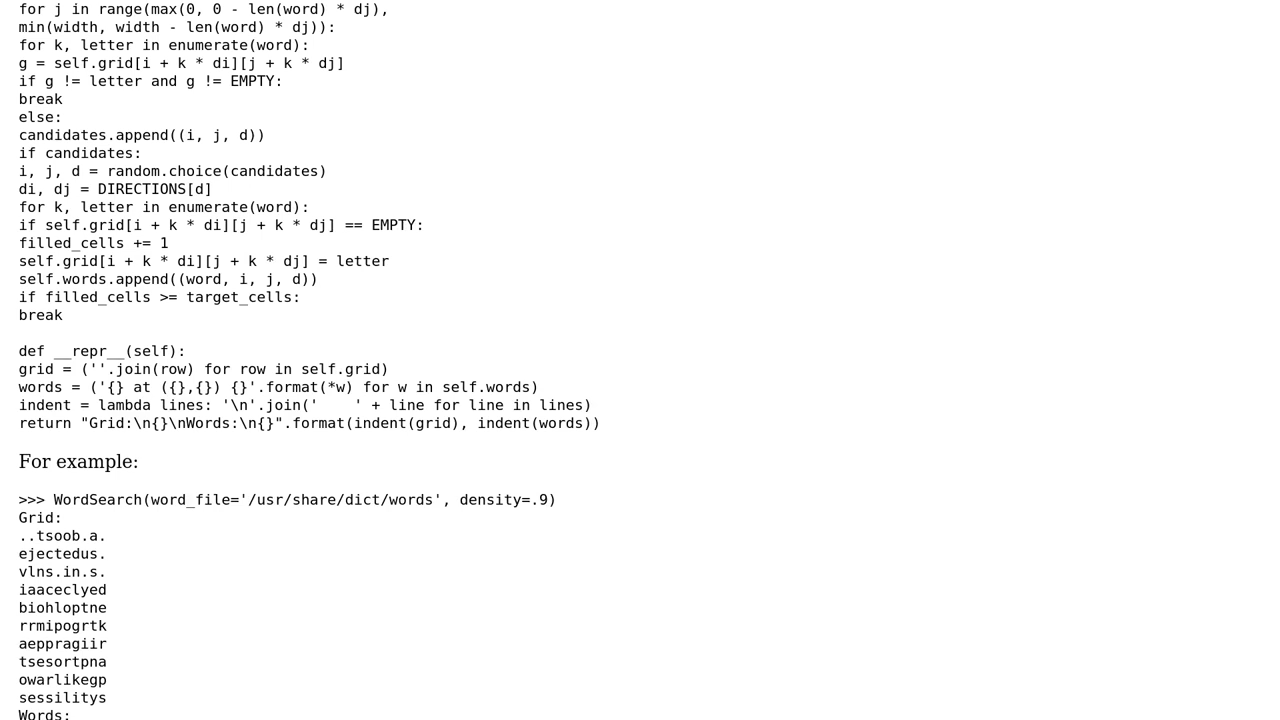 for j in range(max(0, 0 - len(word) * dj),
min(width, width - len(word) * dj)):
for k, letter in enumerate(word):
g = self.grid[i + k * di][j + k * dj]
if g != letter and g != EMPTY:
break
else:
candidates.append((i, j, d))
if candidates:
i, j, d = random.choice(candidates)
di, dj = DIRECTIONS[d]
for k, letter in enumerate(word):
if self.grid[i + k * di][j + k * dj] == EMPTY:
filled_cells += 1
self.grid[i + k * di][j + k * dj] = letter
self.words.append((word, i, j, d))
if filled_cells >= target_cells:
break

def __repr__(self):
grid = (''.join(row) for row in self.grid)
words = ('{} at ({},{}) {}'.format(*w) for w in self.words)
indent = lambda lines: '\n'.join('    ' + line for line in lines)
return "Grid:\n{}\nWords:\n{}".format(indent(grid), indent(words))

For example:

>>> WordSearch(word_file='/usr/share/dict/words', density=.9)
Grid:
..tsoob.a.
ejectedus.
vlns.in.s.
iaaceclyed
biohloptne
rrmipogrtk
aeppragiir
tsesortpna
owarlikegp
sessilitys
Words: